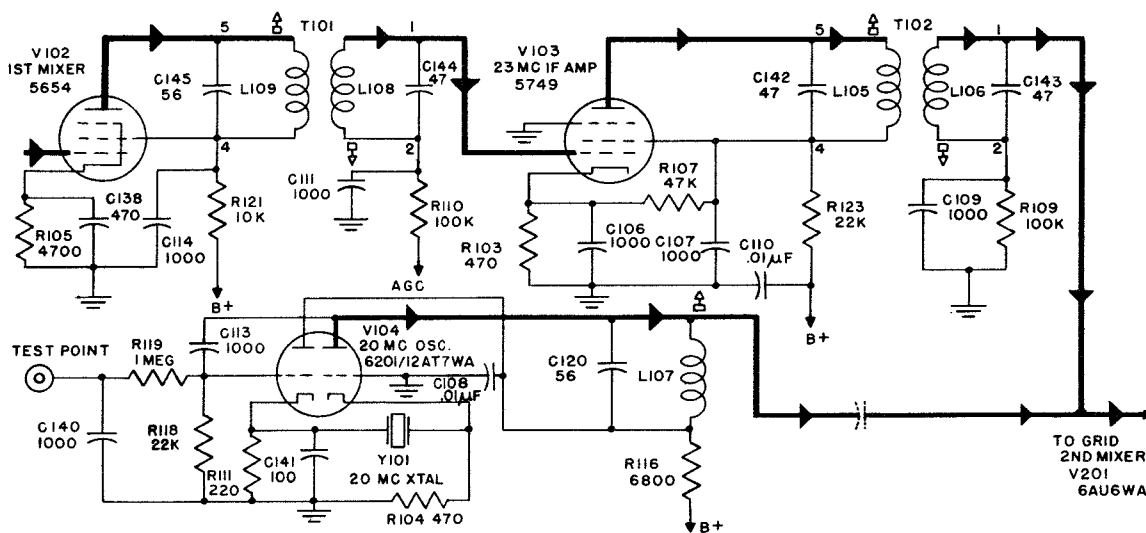 V102
1ST MIXER
5654
5
C145
56
L109
4
T101
L108
1
C144
47
2
V103
23 MC IF AMP
5749
5
C142
47
L105
4
T102
L106
1
C143
47
2
R105
4700
C138
470
C114
1000
R121
10K
B+
C111
1000
R110
100K
AGC
R103
470
C106
1000
R107
47K
C107
1000
C110
.01μF
R123
22K
B+
C109
1000
R109
100K
TEST POINT
R119
1 MEG
C113
1000
V104
20 MC OSC.
6201/12AT7WA
C108
.01μF
C120
56
L107
C140
1000
R118
22K
R111
220
C141
100
Y101
20 MC XTAL
R104 470
R116
6800
B+
TO GRID
2ND MIXER
V201
6AU6WA